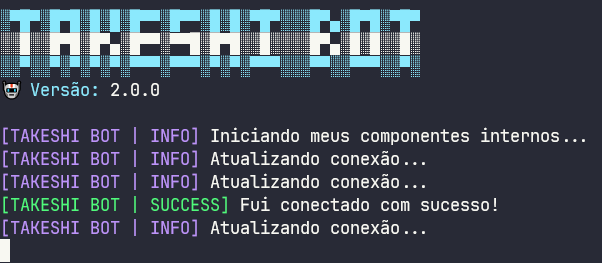 TAKESHI BOT
Versão: 2.0.0
[TAKESHI BOT | INFO] Iniciando meus componentes internos...
[TAKESHI BOT | INFO] Atualizando conexão...
[TAKESHI BOT | INFO] Atualizando conexão...
[TAKESHI BOT | SUCCESS] Fui conectado com sucesso!
[TAKESHI BOT | INFO] Atualizando conexão...